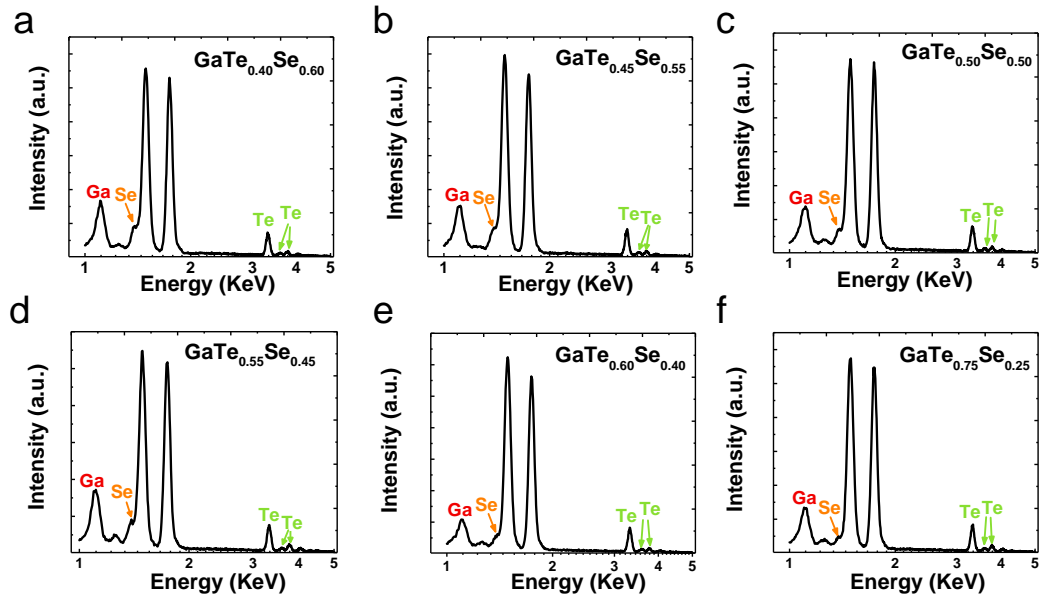 a
GaTe0.40Se0.60
Intensity (a.u.)
Ga
Se
Te
Te
1 2 3 4 5
Energy (KeV)
b
GaTe0.45Se0.55
Intensity (a.u.)
Ga
Se
Te
Te
1 2 3 4 5
Energy (KeV)
c
GaTe0.50Se0.50
Intensity (a.u.)
Ga
Se
Te
Te
1 2 3 4 5
Energy (KeV)
d
GaTe0.55Se0.45
Intensity (a.u.)
Ga
Se
Te
Te
1 2 3 4 5
Energy (KeV)
e
GaTe0.60Se0.40
Intensity (a.u.)
Ga
Se
Te
Te
1 2 3 4 5
Energy (KeV)
f
GaTe0.75Se0.25
Intensity (a.u.)
Ga
Se
Te
Te
1 2 3 4 5
Energy (KeV)